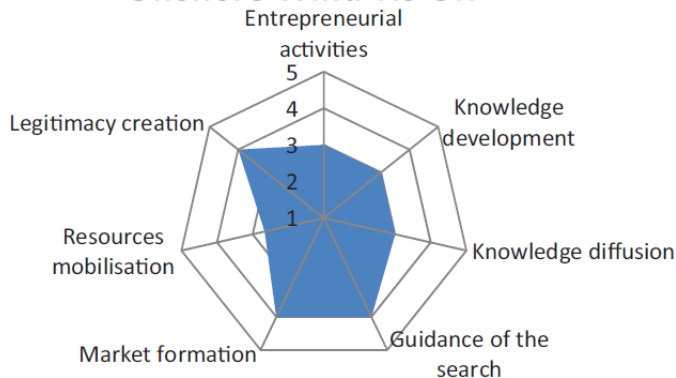 Entrepreneurial
activities
5
4
3
2
1
Knowledge
development
Knowledge diffusion
Guidance of the
search
Market formation
Resources
mobilisation
Legitimacy creation